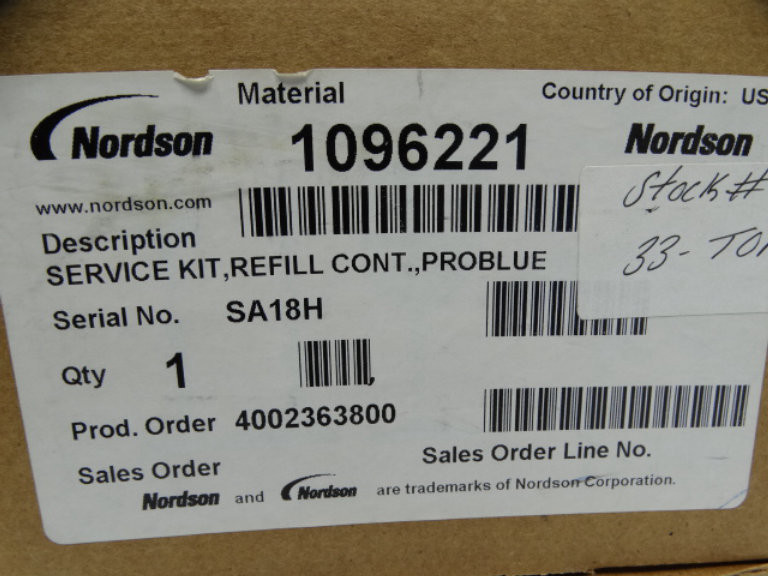 Nordson
Material
Country of Origin: US
1096221
Nordson
www.nordson.com
Stock #
33-
Description
SERVICE KIT,REFILL CONT.,PROBLUE
Serial No. SA18H
Qty 1
Prod. Order 4002363800
Sales Order Line No.
Sales Order
Nordson and Nordson are trademarks of Nordson Corporation.